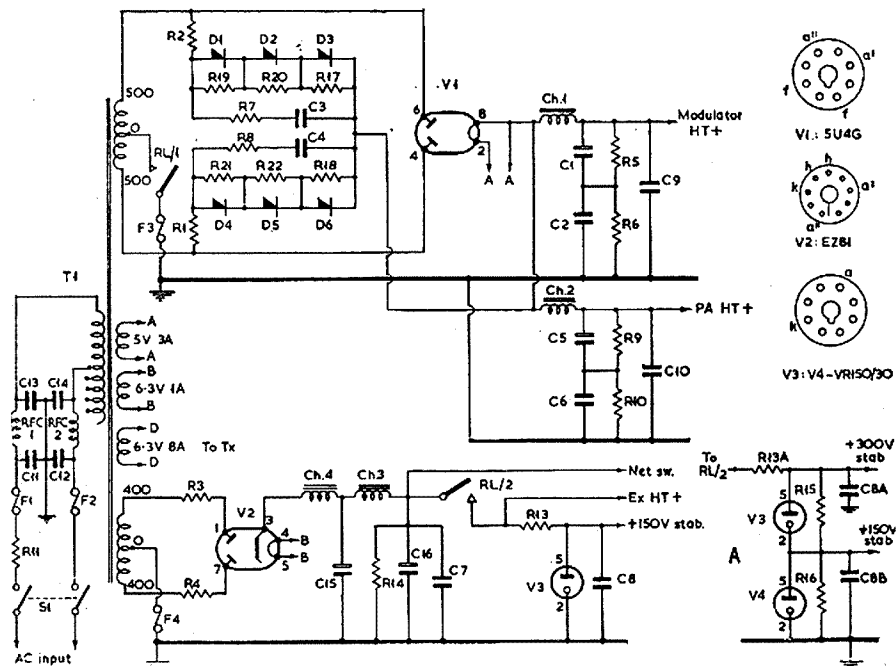 R2
D1 D2 D3
R19 R20 R17
R7 C3
R8 C4
R21 R22 R18
D4 D5 D6
R1
500
0
500
RL/1
F3
V1
6 8
4 2
A A
Ch.1
Modulator
HT+
C1 R5
C2 R6
C9
Ch.2
PA HT+
C5 R9
C6 R10
C10
T1
A
5V 3A
A
B
6·3V 1A
B
D
6·3V 8A To Tx
D
C13 C14
RFC
1
RFC
2
C11 C12
F1 F2
R11
S1
AC input
400
0
400
R3
R4
F4
V2
1 3
7 4
5
B
B
Ch.4 Ch.3
RL/2
Net sw.
Ex HT+
R13
+150V stab.
C15 R14 C16 C7
V3
5
2
C8
a" a'
f f
V1.: 5U4G
h h
k a'
a"
V2: EZ81
a
k
V3: V4-VR150/30
To
RL/2
R13A
+300V
stab
R15
C8A
V3
5
2
+150V
stab
A
R16
C8B
V4
5
2